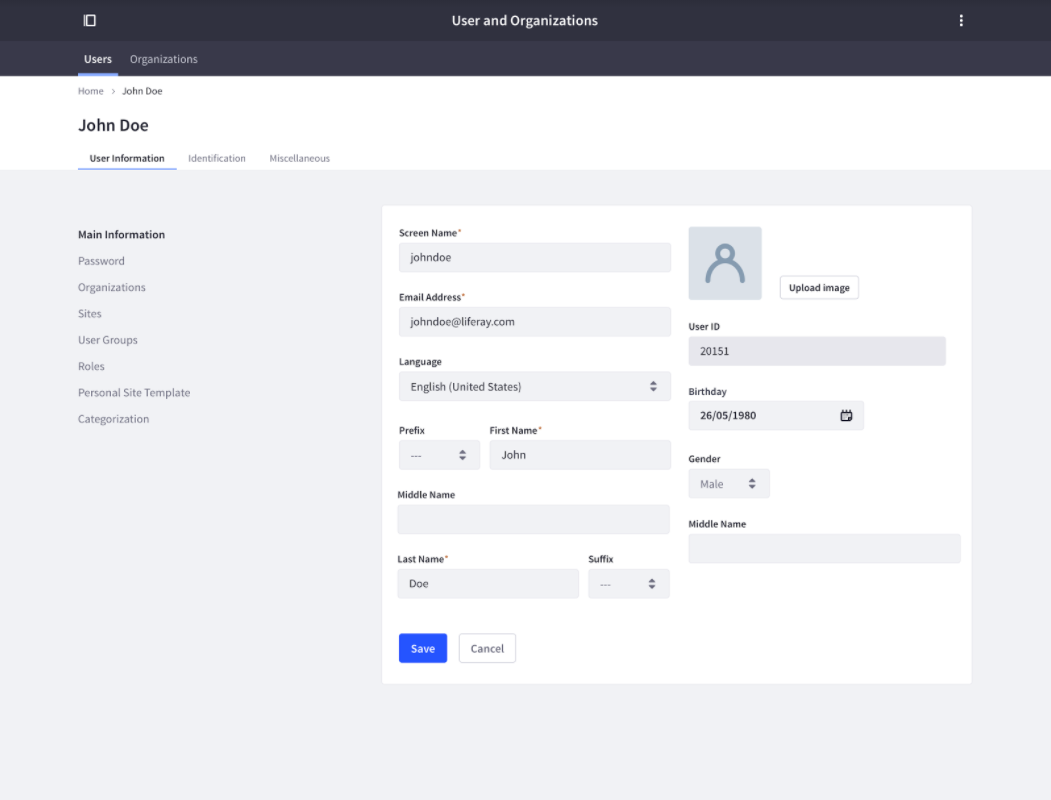 User and Organizations
Users Organizations
Home > John Doe
John Doe
User Information Identification Miscellaneous
Main Information
Password
Organizations
Sites
User Groups
Roles
Personal Site Template
Categorization
Screen Name*
johndoe
Email Address*
johndoe@liferay.com
Language
English (United States)
Prefix First Name*
--- John
Middle Name
Last Name* Suffix
Doe ---
Save Cancel
Upload image
User ID
20151
Birthday
26/05/1980
Gender
Male
Middle Name